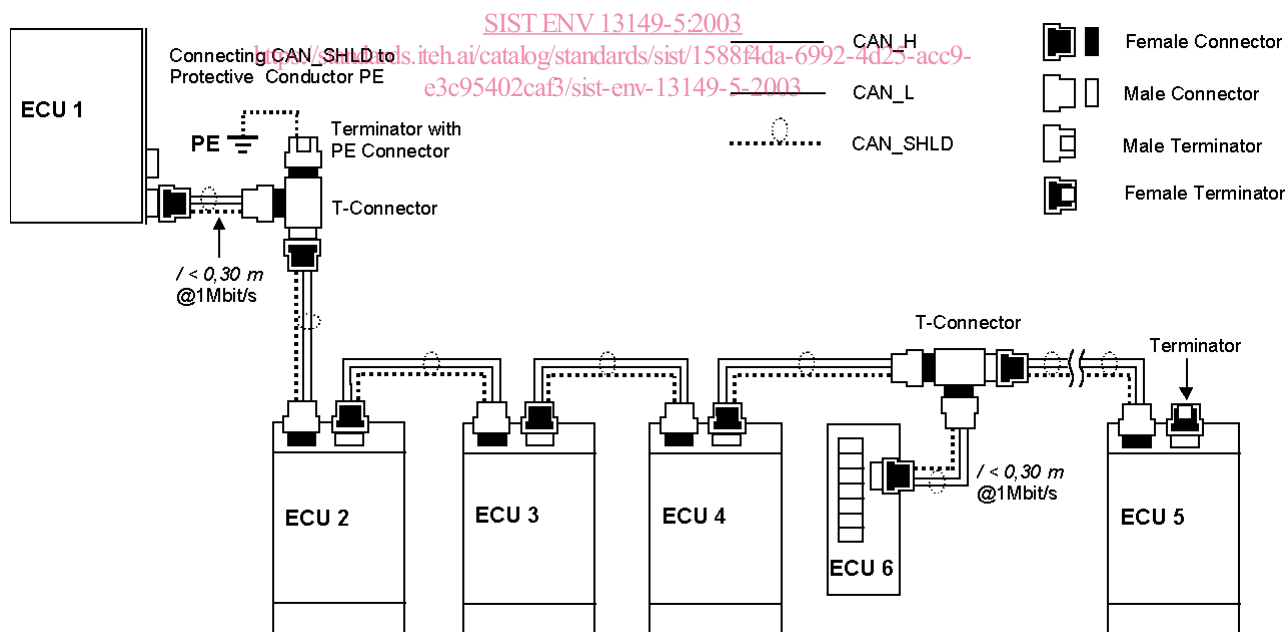 SIST ENV 13149-5:2003
https://standards.iteh.ai/catalog/standards/sist/1588f4da-6992-4d25-acc9-
e3c95402caf3/sist-env-13149-5-2003
Connecting CAN_SHLD to
Protective Conductor PE
ECU 1
PE
Terminator with
PE Connector
T-Connector
l < 0,30 m
@1Mbit/s
CAN_H
CAN_L
CAN_SHLD
Female Connector
Male Connector
Male Terminator
Female Terminator
T-Connector
Terminator
l < 0,30 m
@1Mbit/s
ECU 2
ECU 3
ECU 4
ECU 6
ECU 5